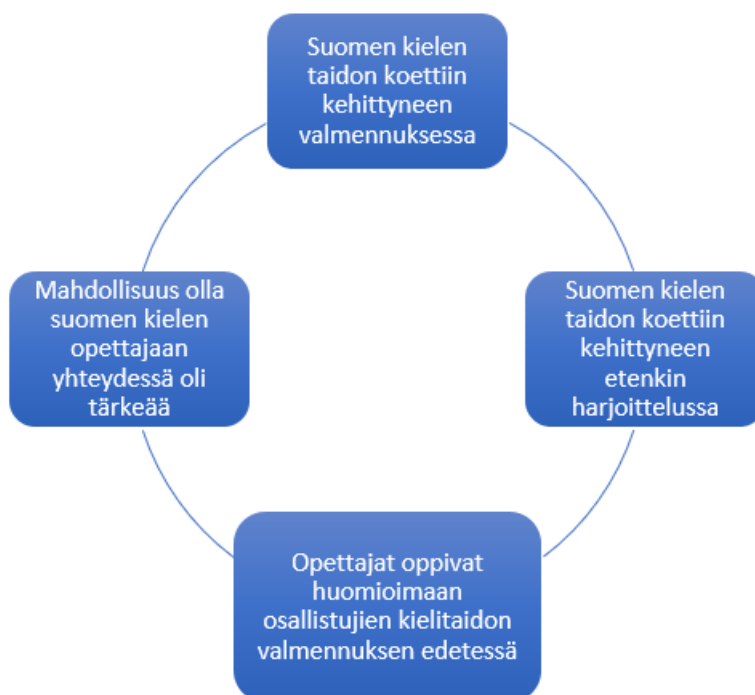 Suomen kielen
taidon koettiin
kehittyneen
valmennuksessa
Suomen kielen
taidon koettiin
kehittyneen
etenkin
harjoittelussa
Opettajat oppivat
huomioimaan
osallistujien kielitaidon
valmennuksen edetessä
Mahdollisuus olla
suomen kielen
opettajaan
yhteydessä oli
tärkeää